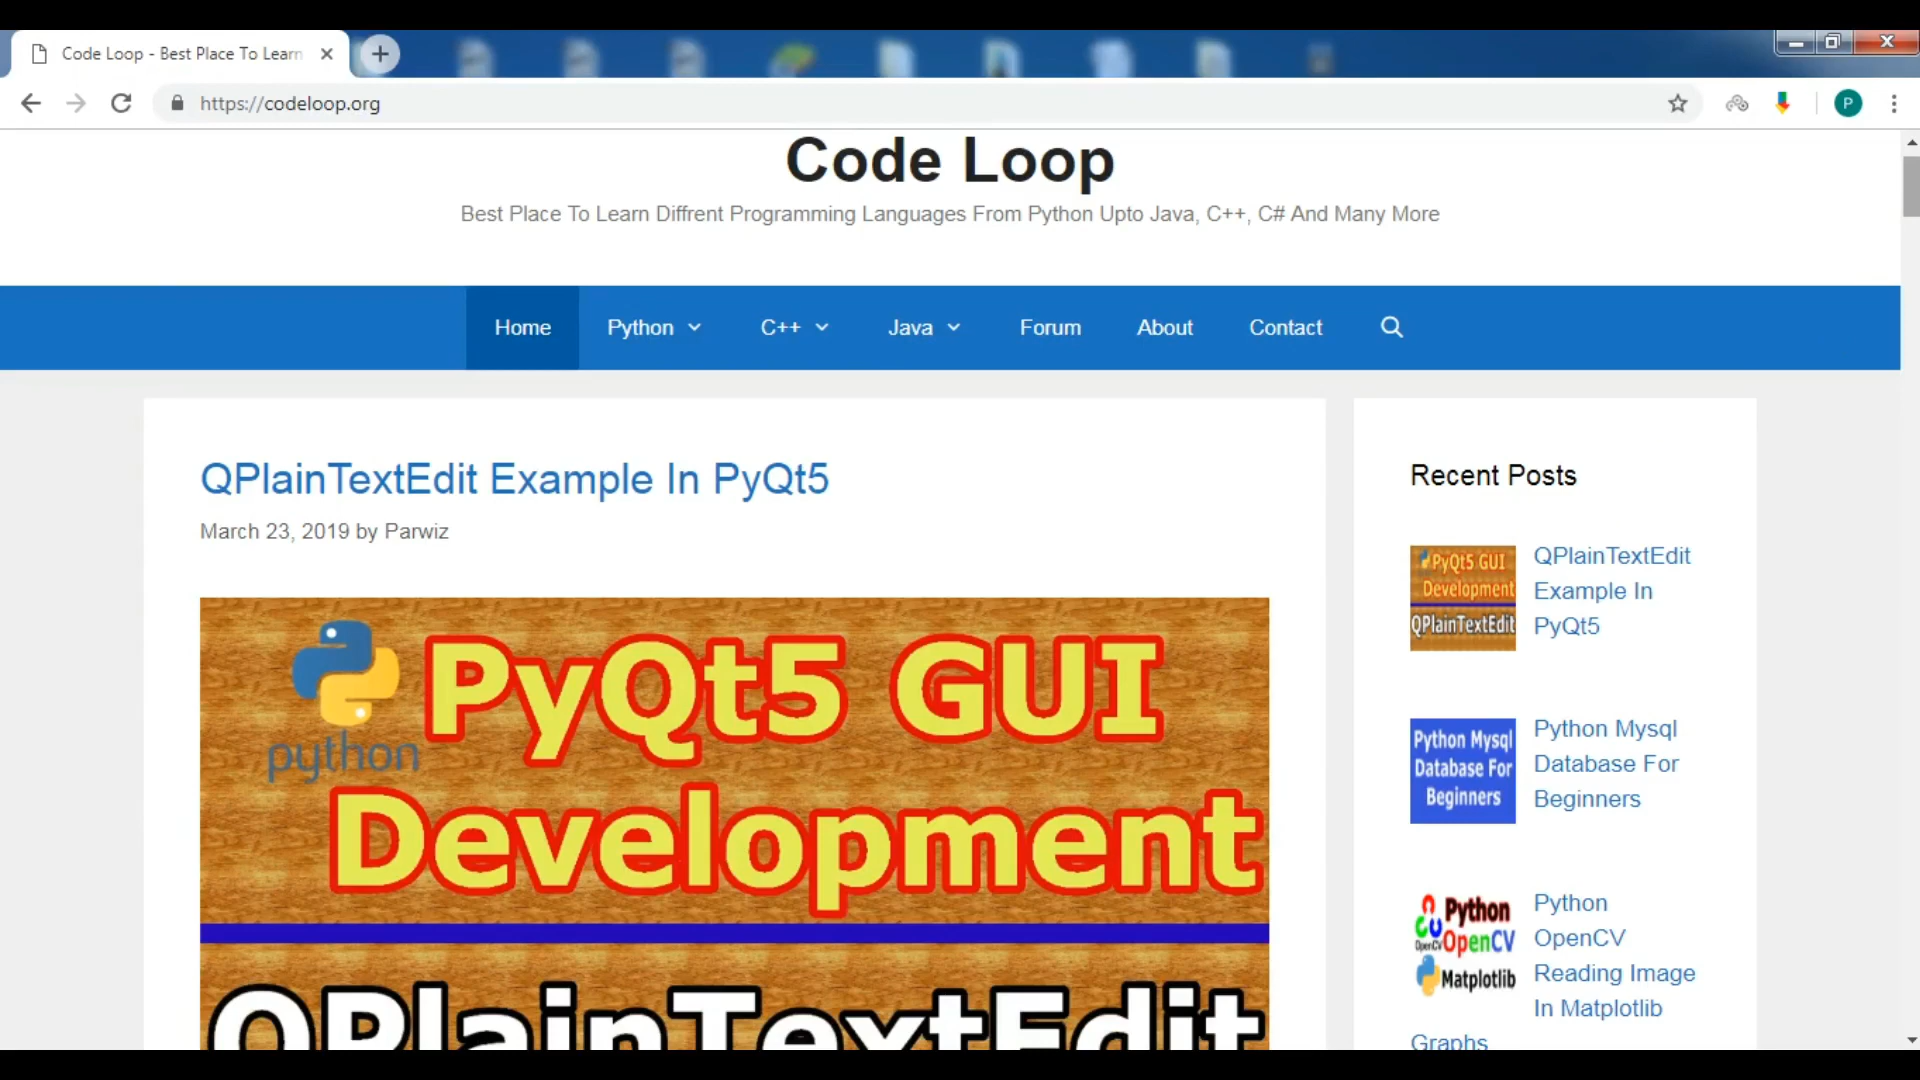 Code Loop - Best Place To Learn
https://codeloop.org
P
Code Loop
Best Place To Learn Diffrent Programming Languages From Python Upto Java, C++, C# And Many More
Home Python C++ Java Forum About Contact
QPlainTextEdit Example In PyQt5
March 23, 2019 by Parwiz
python
PyQt5 GUI
Development
QPlainTextEdit
Recent Posts
PyQt5 GUI
Development
QPlainTextEdit
QPlainTextEdit
Example In
PyQt5
Python Mysql
Database For
Beginners
Python Mysql
Database For
Beginners
Python
OpenCV
OpenCV
Matplotlib
Python
OpenCV
Reading Image
In Matplotlib
Graphs